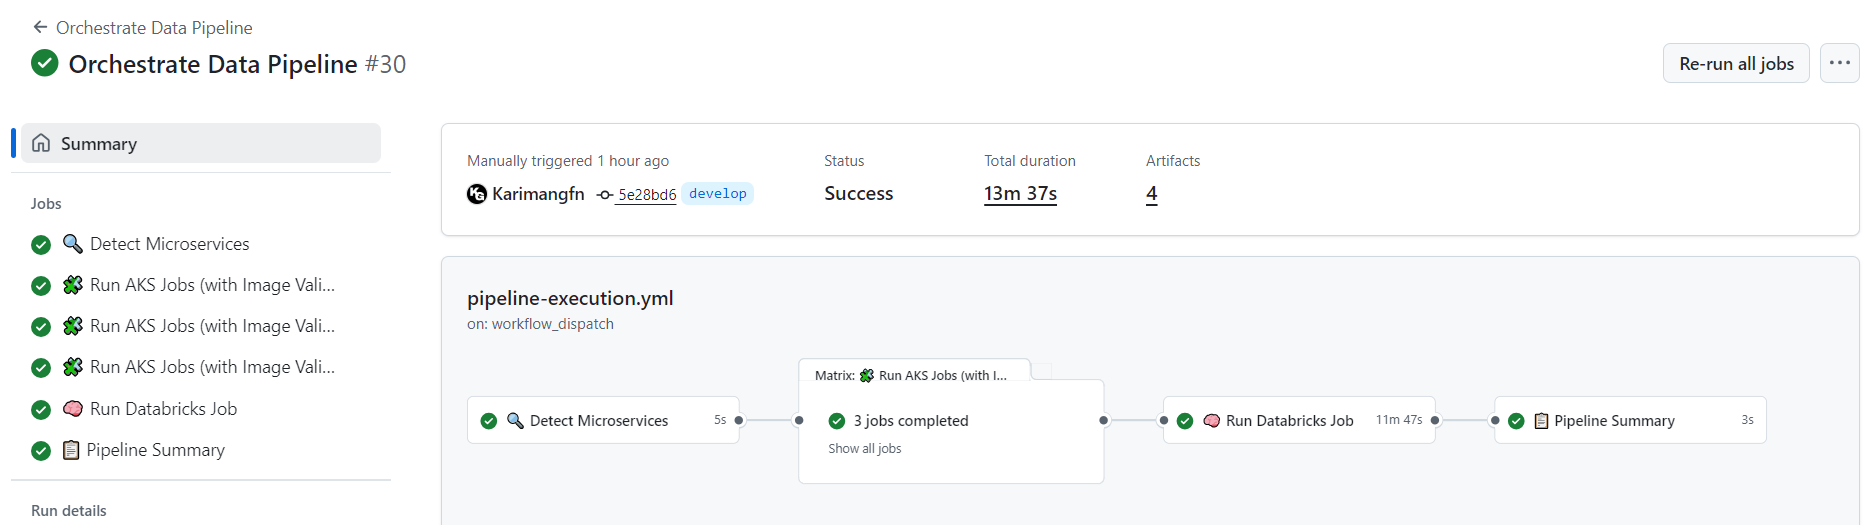 Orchestrate Data Pipeline
Orchestrate Data Pipeline #30
Re-run all jobs
Summary
Jobs
Detect Microservices
Run AKS Jobs (with Image Vali...
Run AKS Jobs (with Image Vali...
Run AKS Jobs (with Image Vali...
Run Databricks Job
Pipeline Summary
Run details
Manually triggered 1 hour ago
KG Karimangfn 5e28bd6 develop
Status
Success
Total duration
13m 37s
Artifacts
4
pipeline-execution.yml
on: workflow_dispatch
Detect Microservices 5s
Matrix: Run AKS Jobs (with I...
3 jobs completed
Show all jobs
Run Databricks Job 11m 47s
Pipeline Summary 3s